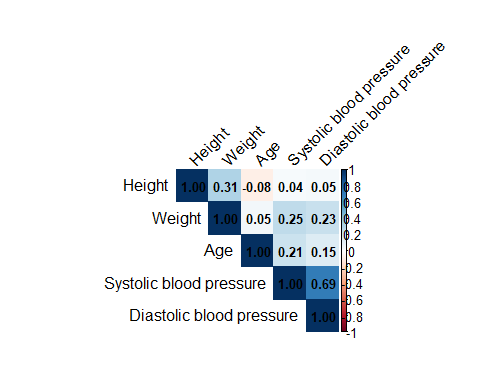 Height
Weight
Age
Systolic blood pressure
Diastolic blood pressure
Height 1.00 0.31 -0.08 0.04 0.05
Weight 1.00 0.05 0.25 0.23
Age 1.00 0.21 0.15
Systolic blood pressure 1.00 0.69
Diastolic blood pressure 1.00
1
0.8
0.6
0.4
0.2
0
-0.2
-0.4
-0.6
-0.8
-1